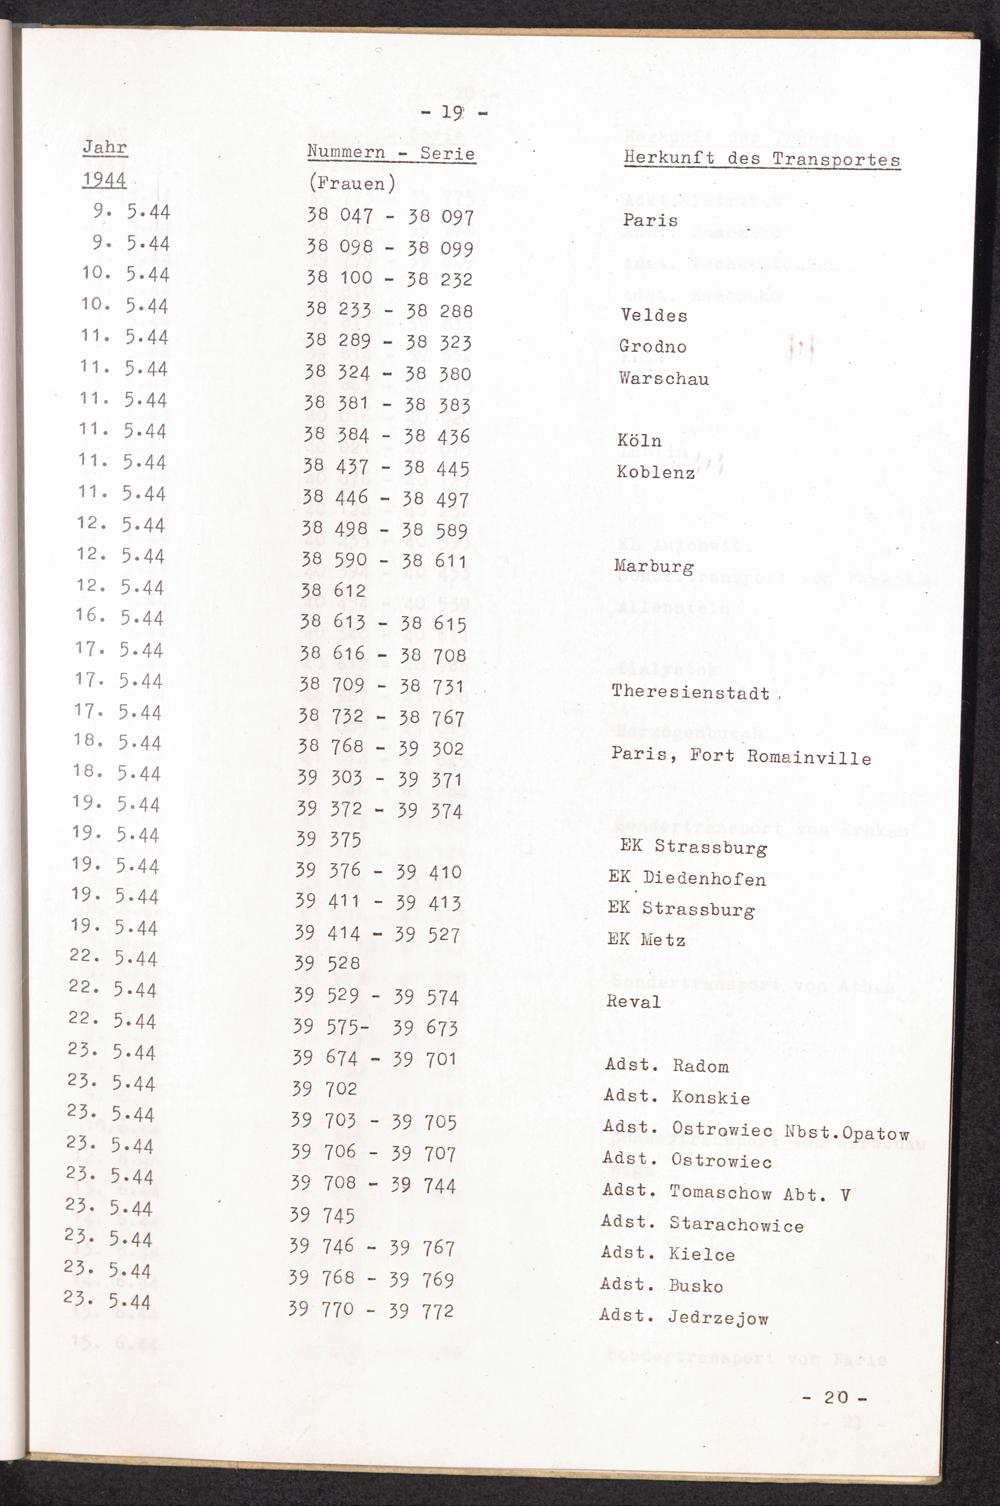 - 19 -
Jahr Nummern - Serie Herkunft des Transportes
1944 (Frauen)
9. 5.44 38 047 - 38 097 Paris
9. 5.44 38 098 - 38 099
10. 5.44 38 100 - 38 232
10. 5.44 38 233 - 38 288 Veldes
11. 5.44 38 289 - 38 323 Grodno
11. 5.44 38 324 - 38 380 Warschau
11. 5.44 38 381 - 38 383
11. 5.44 38 384 - 38 436 Köln
11. 5.44 38 437 - 38 445 Koblenz
11. 5.44 38 446 - 38 497
12. 5.44 38 498 - 38 589
12. 5.44 38 590 - 38 611 Marburg
12. 5.44 38 612
16. 5.44 38 613 - 38 615
17. 5.44 38 616 - 38 708
17. 5.44 38 709 - 38 731 Theresienstadt
17. 5.44 38 732 - 38 767
18. 5.44 38 768 - 39 302 Paris, Fort Romainville
18. 5.44 39 303 - 39 371
19. 5.44 39 372 - 39 374
19. 5.44 39 375 EK Strassburg
19. 5.44 39 376 - 39 410 EK Diedenhofen
19. 5.44 39 411 - 39 413 EK Strassburg
19. 5.44 39 414 - 39 527 EK Metz
22. 5.44 39 528
22. 5.44 39 529 - 39 574 Reval
22. 5.44 39 575- 39 673
23. 5.44 39 674 - 39 701 Adst. Radom
23. 5.44 39 702 Adst. Konskie
23. 5.44 39 703 - 39 705 Adst. Ostrowiec Nbst.Opatow
23. 5.44 39 706 - 39 707 Adst. Ostrowiec
23. 5.44 39 708 - 39 744 Adst. Tomaschow Abt. V
23. 5.44 39 745 Adst. Starachowice
23. 5.44 39 746 - 39 767 Adst. Kielce
23. 5.44 39 768 - 39 769 Adst. Busko
23. 5.44 39 770 - 39 772 Adst. Jedrzejow
- 20 -